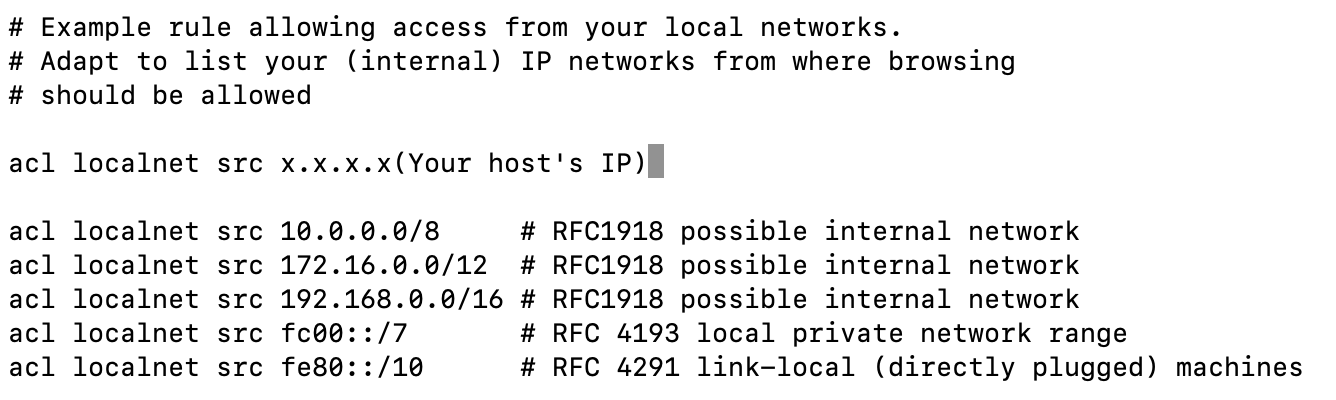 # Example rule allowing access from your local networks.
# Adapt to list your (internal) IP networks from where browsing
# should be allowed
acl localnet src x.x.x.x(Your host's IP)
acl localnet src 10.0.0.0/8     # RFC1918 possible internal network
acl localnet src 172.16.0.0/12  # RFC1918 possible internal network
acl localnet src 192.168.0.0/16 # RFC1918 possible internal network
acl localnet src fc00::/7       # RFC 4193 local private network range
acl localnet src fe80::/10      # RFC 4291 link-local (directly plugged) machines